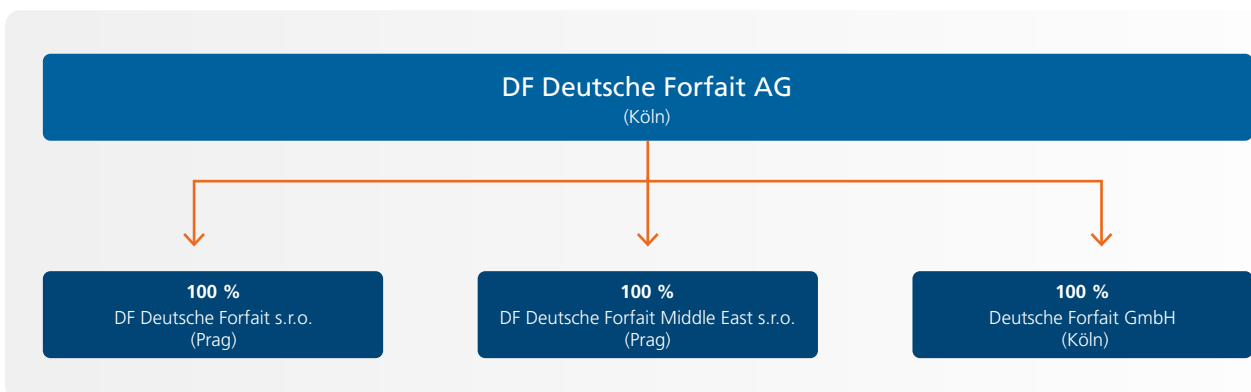 DF Deutsche Forfait AG
(Köln)
100 %
DF Deutsche Forfait s.r.o.
(Prag)
100 %
DF Deutsche Forfait Middle East s.r.o.
(Prag)
100 %
Deutsche Forfait GmbH
(Köln)